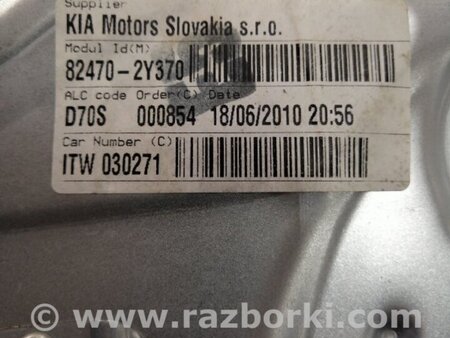 Supplier
KIA Motors Slovakia s.r.o.
Modul Id(M)
82470-2Y370
ALC code Order(C) Date
D70S 000854 18/06/2010 20:56
Car Number (C)
ITW 030271
www.razborki.com